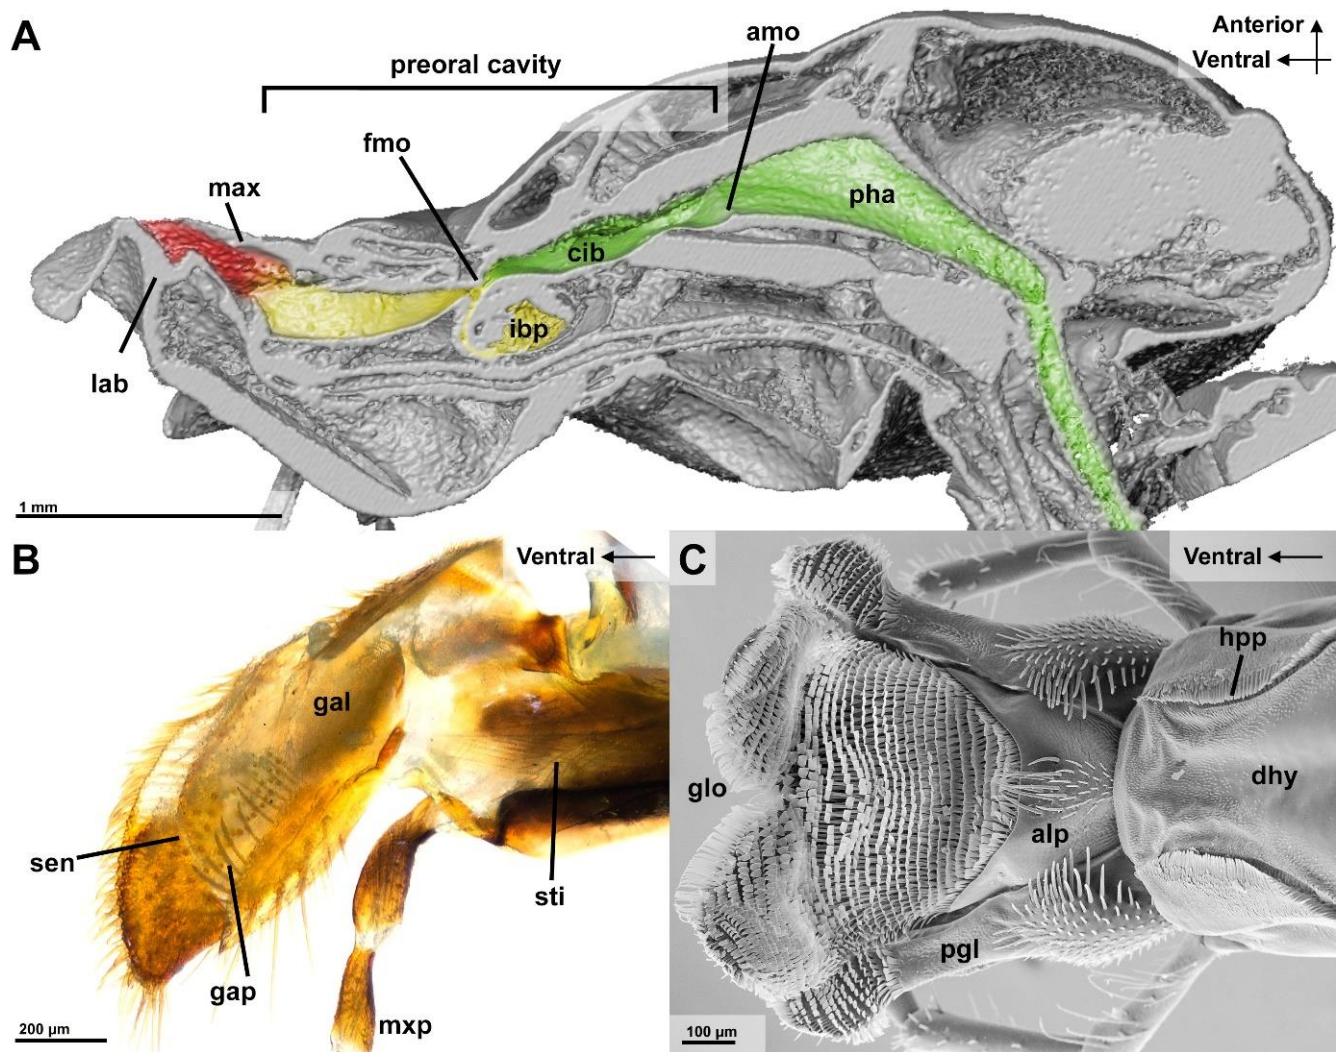 A
preoral cavity
amo
Anterior
Ventral
fmo
max
pha
cib
ibp
lab
1 mm
B
Ventral
C
Ventral
hpp
gal
glo
dhy
alp
sen
sti
pgl
gap
mxp
200 µm
100 µm